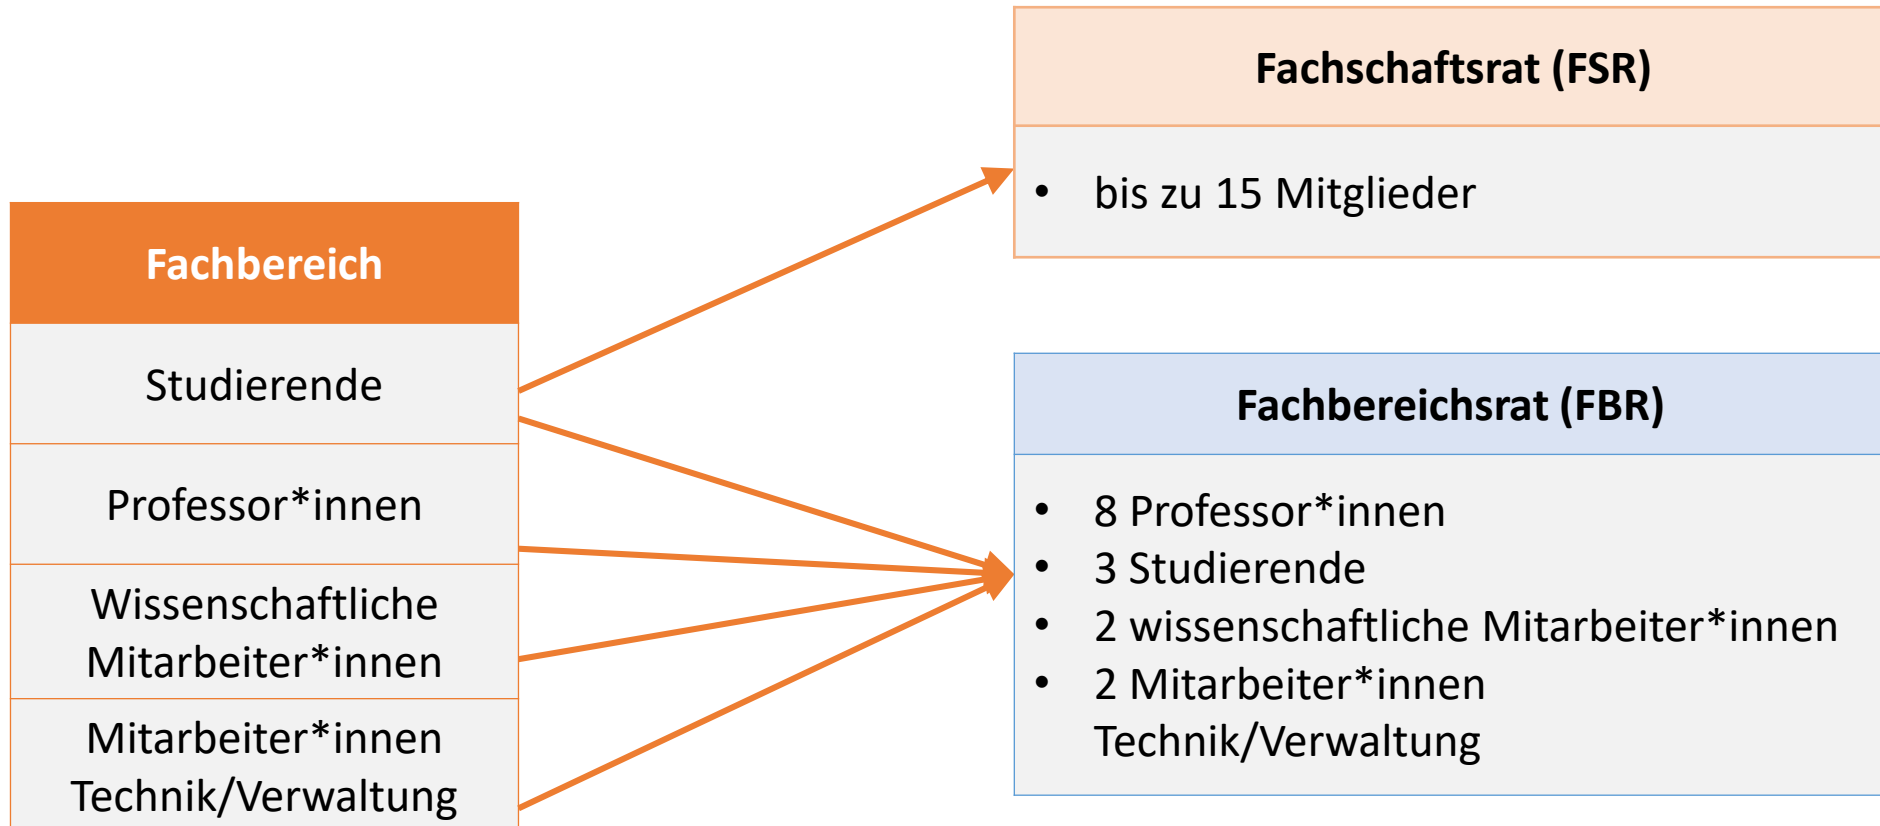 Fachschaftsrat (FSR)
• bis zu 15 Mitglieder
Fachbereich
Studierende
Professor*innen
Wissenschaftliche
Mitarbeiter*innen
Mitarbeiter*innen
Technik/Verwaltung
Fachbereichsrat (FBR)
• 8 Professor*innen
• 3 Studierende
• 2 wissenschaftliche Mitarbeiter*innen
• 2 Mitarbeiter*innen
Technik/Verwaltung